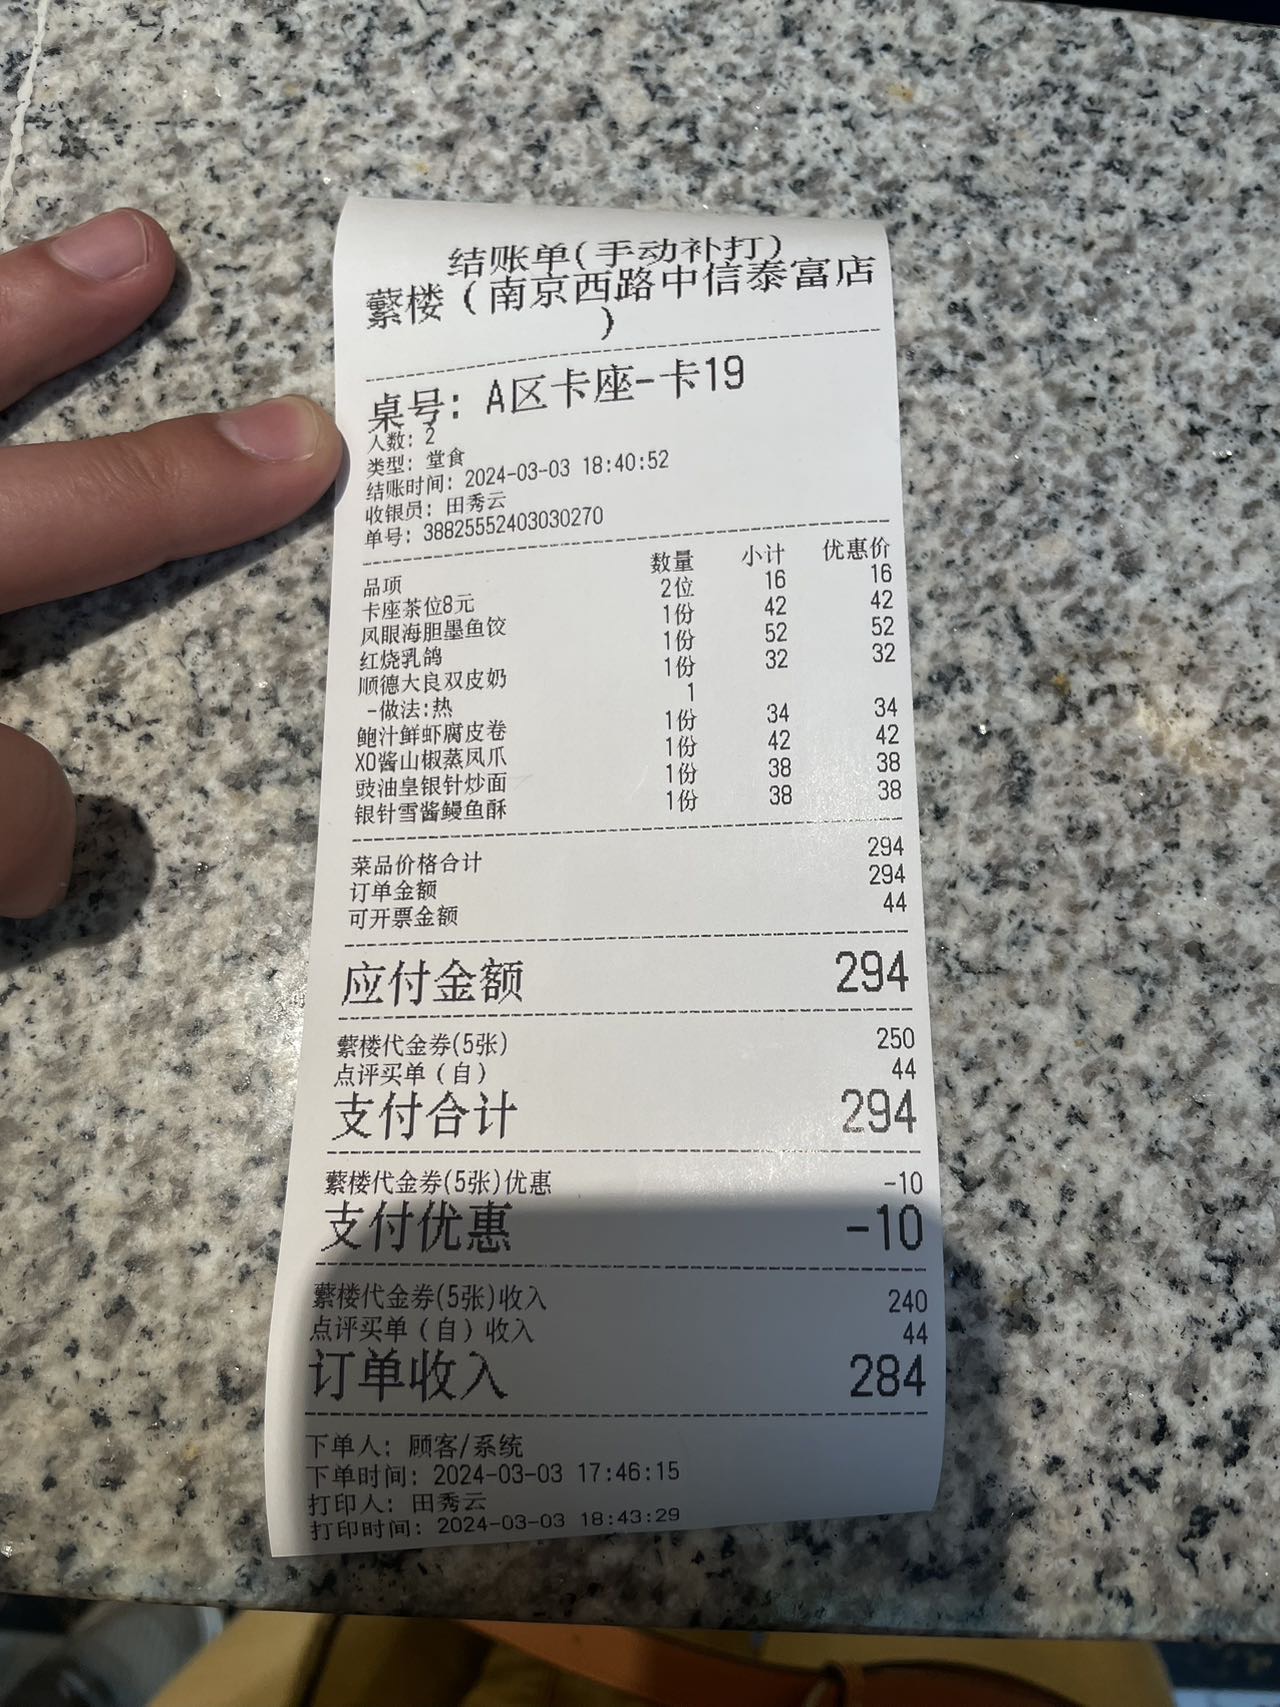 结账单(手动补打)
蘩楼（南京西路中信泰富店
）
桌号: A区卡座-卡19
人数: 2
类型: 堂食
结账时间: 2024-03-03 18:40:52
收银员: 田秀云
单号: 38825552403030270
品项 数量 小计 优惠价
卡座茶位8元 2位 16 16
凤眼海胆墨鱼饺 1份 42 42
红烧乳鸽 1份 52 52
顺德大良双皮奶 1份 32 32
-做法:热 1
鲍汁鲜虾腐皮卷 1份 34 34
XO酱山椒蒸凤爪 1份 42 42
豉油皇银针炒面 1份 38 38
银针雪酱鳗鱼酥 1份 38 38
菜品价格合计 294
订单金额 294
可开票金额 44
应付金额 294
蘩楼代金券(5张) 250
点评买单（自） 44
支付合计 294
蘩楼代金券(5张)优惠 -10
支付优惠 -10
蘩楼代金券(5张)收入 240
点评买单（自）收入 44
订单收入 284
下单人: 顾客/系统
下单时间: 2024-03-03 17:46:15
打印人: 田秀云
打印时间: 2024-03-03 18:43:29